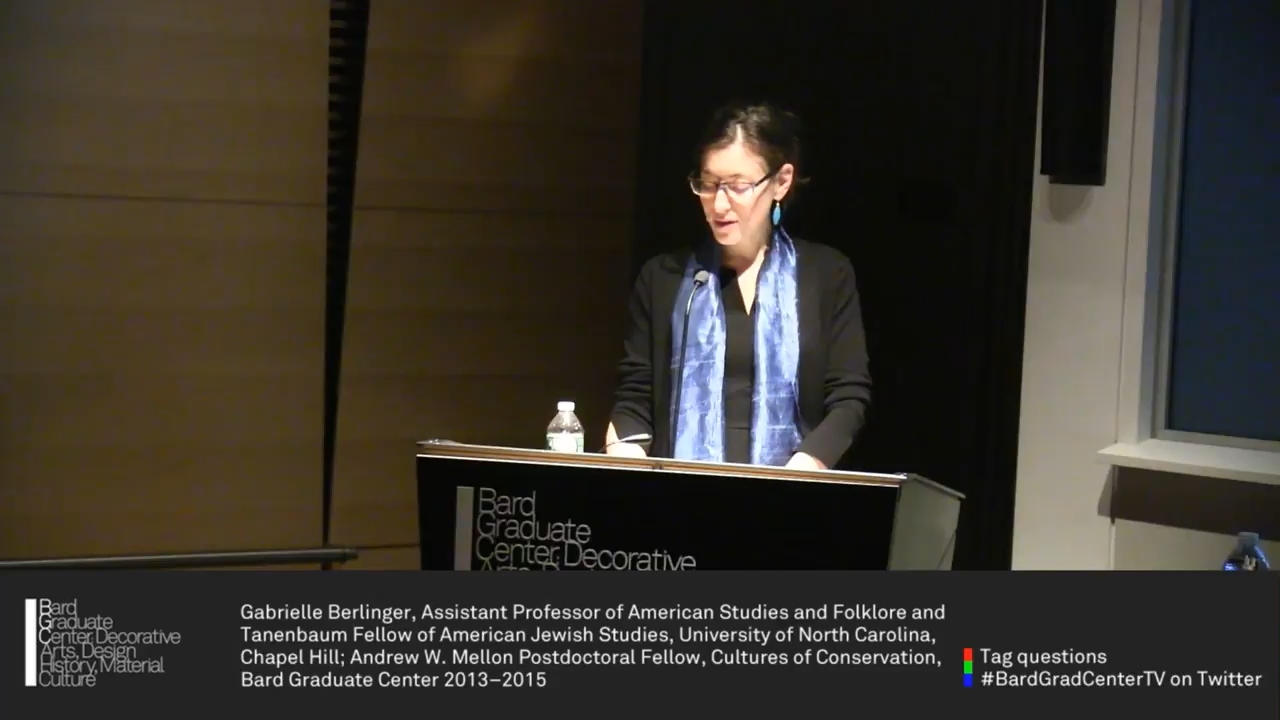 Bard
Graduate
Center: Decorative
Bard
Graduate
Center: Decorative
Arts, Design
History, Material
Culture
Gabrielle Berlinger, Assistant Professor of American Studies and Folklore and
Tanenbaum Fellow of American Jewish Studies, University of North Carolina,
Chapel Hill; Andrew W. Mellon Postdoctoral Fellow, Cultures of Conservation,
Bard Graduate Center 2013–2015
Tag questions
#BardGradCenterTV on Twitter